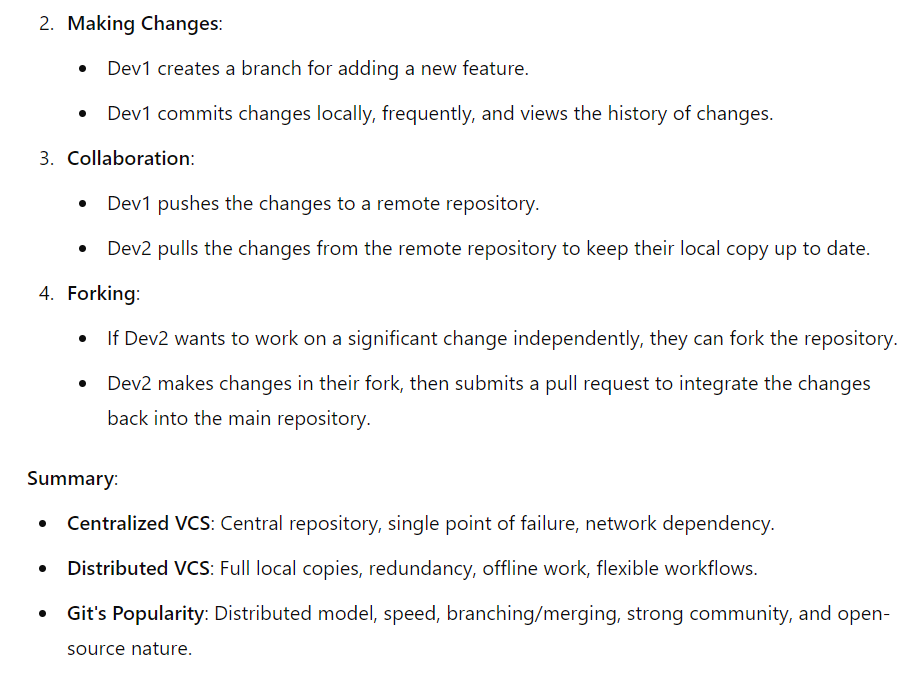 2. Making Changes:
• Dev1 creates a branch for adding a new feature.
• Dev1 commits changes locally, frequently, and views the history of changes.
3. Collaboration:
• Dev1 pushes the changes to a remote repository.
• Dev2 pulls the changes from the remote repository to keep their local copy up to date.
4. Forking:
• If Dev2 wants to work on a significant change independently, they can fork the repository.
• Dev2 makes changes in their fork, then submits a pull request to integrate the changes
back into the main repository.
Summary:
• Centralized VCS: Central repository, single point of failure, network dependency.
• Distributed VCS: Full local copies, redundancy, offline work, flexible workflows.
• Git's Popularity: Distributed model, speed, branching/merging, strong community, and open-
source nature.